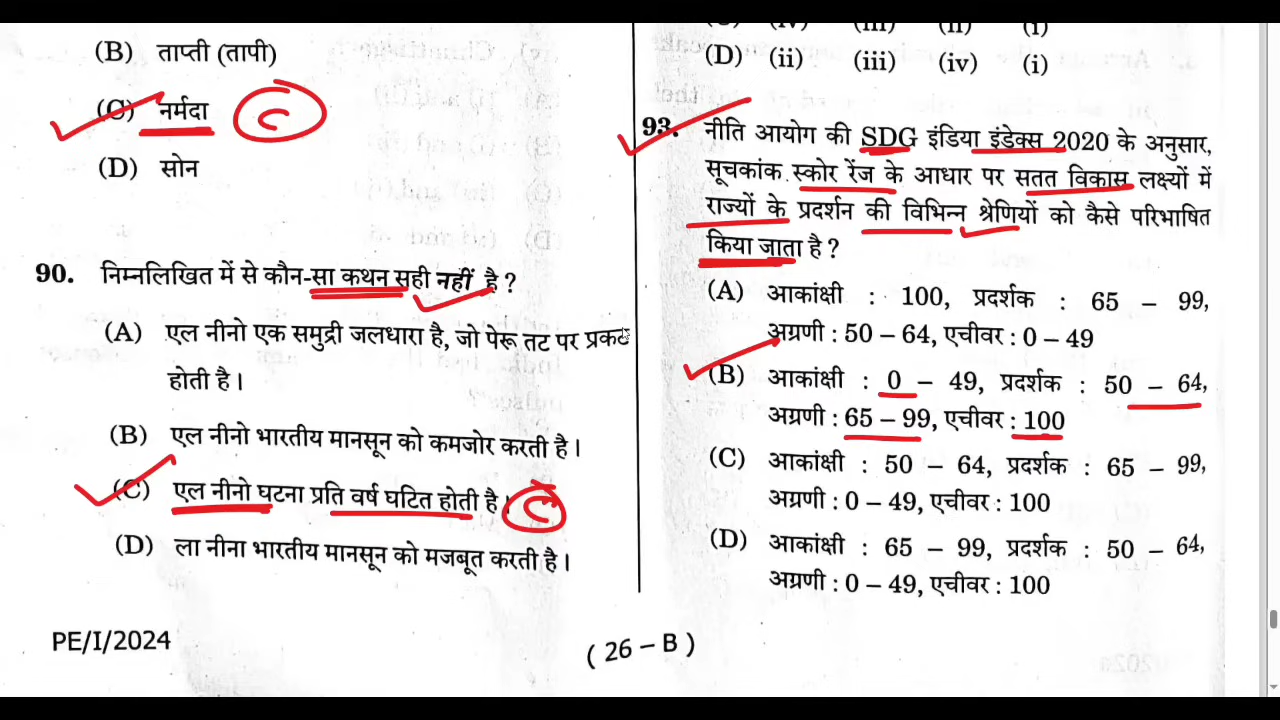 (B) ताप्ती (तापी)
(C) नर्मदा C
(D) सोन
90. निम्नलिखित में से कौन-सा कथन सही नहीं है ?
(A) एल नीनो एक समुद्री जलधारा है, जो पेरू तट पर प्रकट
होती है।
(B) एल नीनो भारतीय मानसून को कमजोर करती है।
(C) एल नीनो घटना प्रति वर्ष घटित होती है। C
(D) ला नीना भारतीय मानसून को मजबूत करती है।
PE/I/2024
(iv) (iii) (ii) (i)
(D) (ii) (iii) (iv) (i)
93. नीति आयोग की SDG इंडिया इंडेक्स 2020 के अनुसार,
सूचकांक स्कोर रेंज के आधार पर सतत विकास लक्ष्यों में
राज्यों के प्रदर्शन की विभिन्न श्रेणियों को कैसे परिभाषित
किया जाता है ?
(A) आकांक्षी : 100, प्रदर्शक : 65 – 99,
अग्रणी : 50 – 64, एचीवर : 0 – 49
(B) आकांक्षी : 0 – 49, प्रदर्शक : 50 – 64,
अग्रणी : 65 – 99, एचीवर : 100
(C) आकांक्षी : 50 – 64, प्रदर्शक : 65 – 99,
अग्रणी : 0 – 49, एचीवर : 100
(D) आकांक्षी : 65 – 99, प्रदर्शक : 50 – 64,
अग्रणी : 0 – 49, एचीवर : 100
( 26 – B )